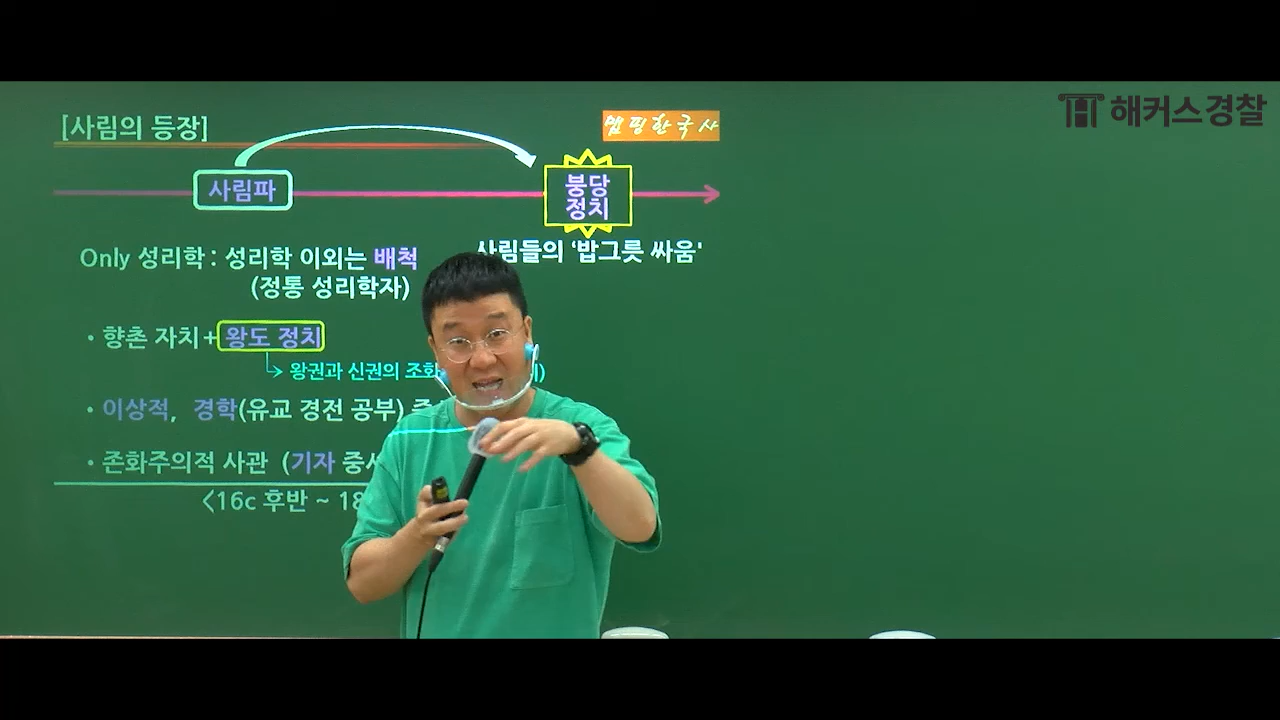 해커스경찰
[사림의 등장]
맵핑한국사
사림파
붕당
정치
사림들의 '밥그릇 싸움'
Only 성리학 : 성리학 이외는 배척
(정통 성리학자)
· 향촌 자치 + 왕도 정치
왕권과 신권의 조화
· 이상적, 경학(유교 경전 공부)
· 존화주의적 사관 (기자
<16c 후반 ~